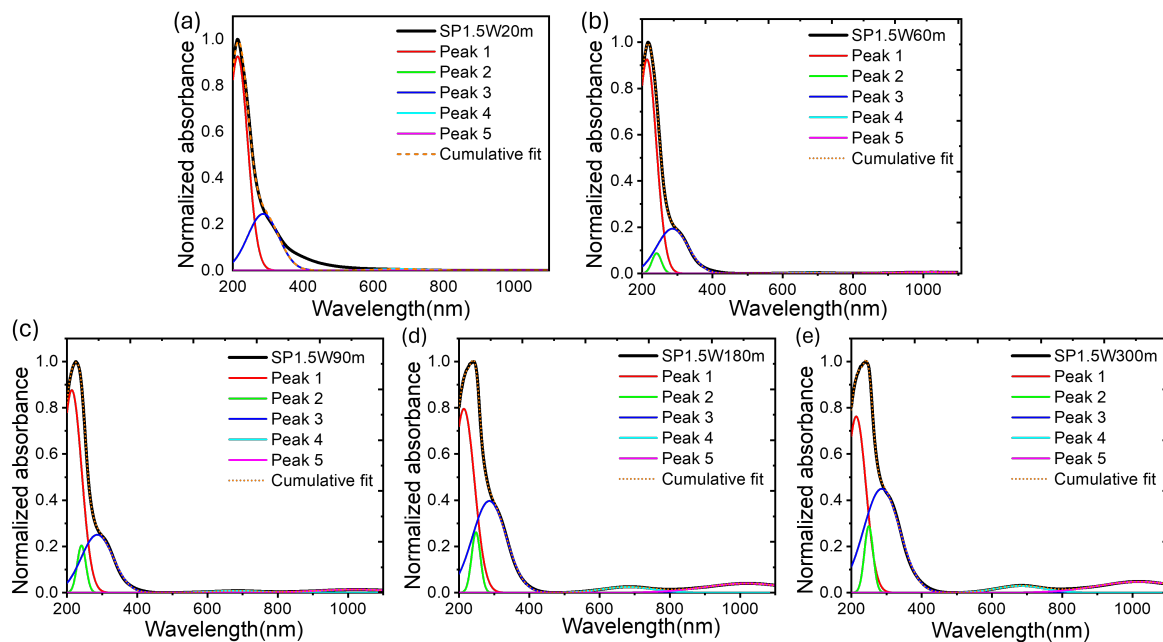 (a)
SP1.5W20m
Peak 1
Peak 2
Peak 3
Peak 4
Peak 5
Cumulative fit
Normalized absorbance
1.0
0.8
0.6
0.4
0.2
0.0
200 400 600 800 1000
Wavelength(nm)
(b)
SP1.5W60m
Peak 1
Peak 2
Peak 3
Peak 4
Peak 5
Cumulative fit
Normalized absorbance
1.0
0.8
0.6
0.4
0.2
0.0
200 400 600 800 1000
Wavelength(nm)
(c)
SP1.5W90m
Peak 1
Peak 2
Peak 3
Peak 4
Peak 5
Cumulative fit
Normalized absorbance
1.0
0.8
0.6
0.4
0.2
0.0
200 400 600 800 1000
Wavelength(nm)
(d)
SP1.5W180m
Peak 1
Peak 2
Peak 3
Peak 4
Peak 5
Cumulative fit
Normalized absorbance
1.0
0.8
0.6
0.4
0.2
0.0
200 400 600 800 1000
Wavelength(nm)
(e)
SP1.5W300m
Peak 1
Peak 2
Peak 3
Peak 4
Peak 5
Cumulative fit
Normalized absorbance
1.0
0.8
0.6
0.4
0.2
0.0
200 400 600 800 1000
Wavelength(nm)